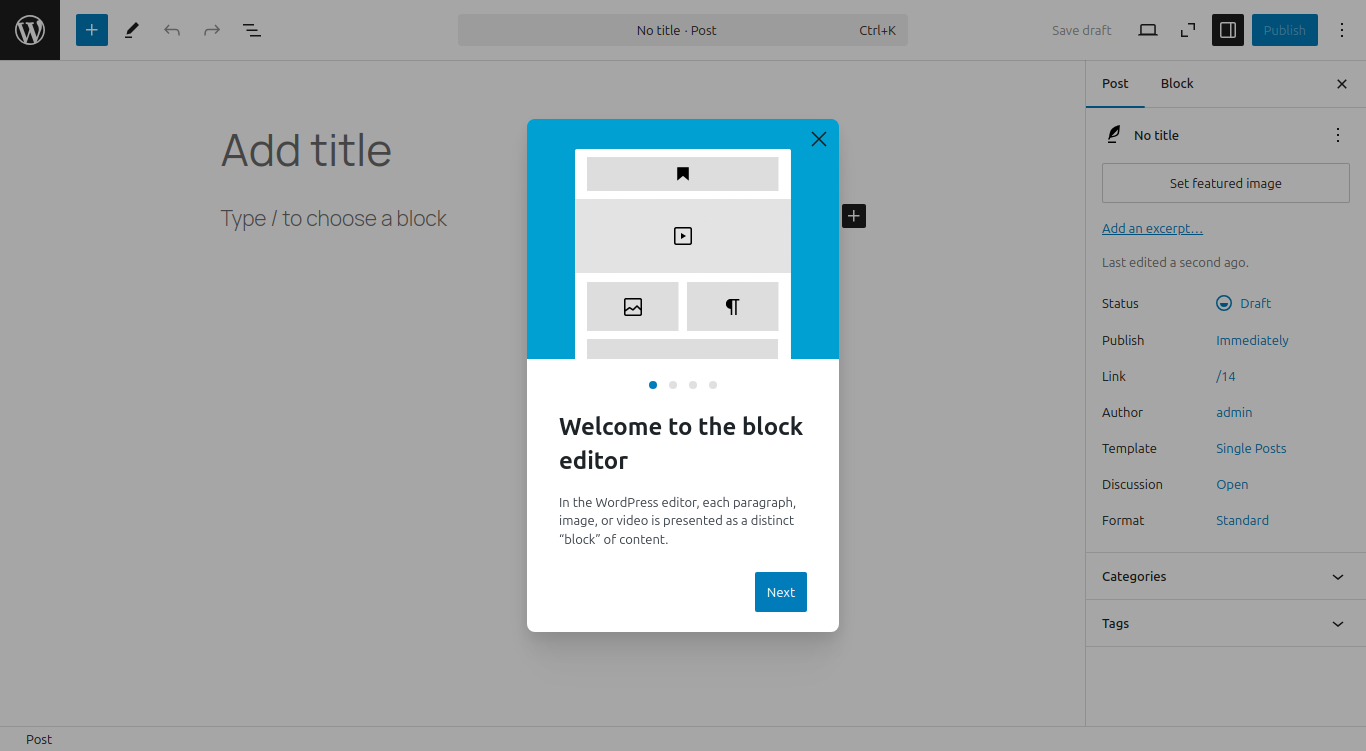 No title · Post
Ctrl+K
Save draft
Publish
Add title
Type / to choose a block
Welcome to the block
editor
In the WordPress editor, each paragraph,
image, or video is presented as a distinct
“block” of content.
Next
Post
Block
No title
Set featured image
Add an excerpt…
Last edited a second ago.
Status
Draft
Publish
Immediately
Link
/14
Author
admin
Template
Single Posts
Discussion
Open
Format
Standard
Categories
Tags
Post